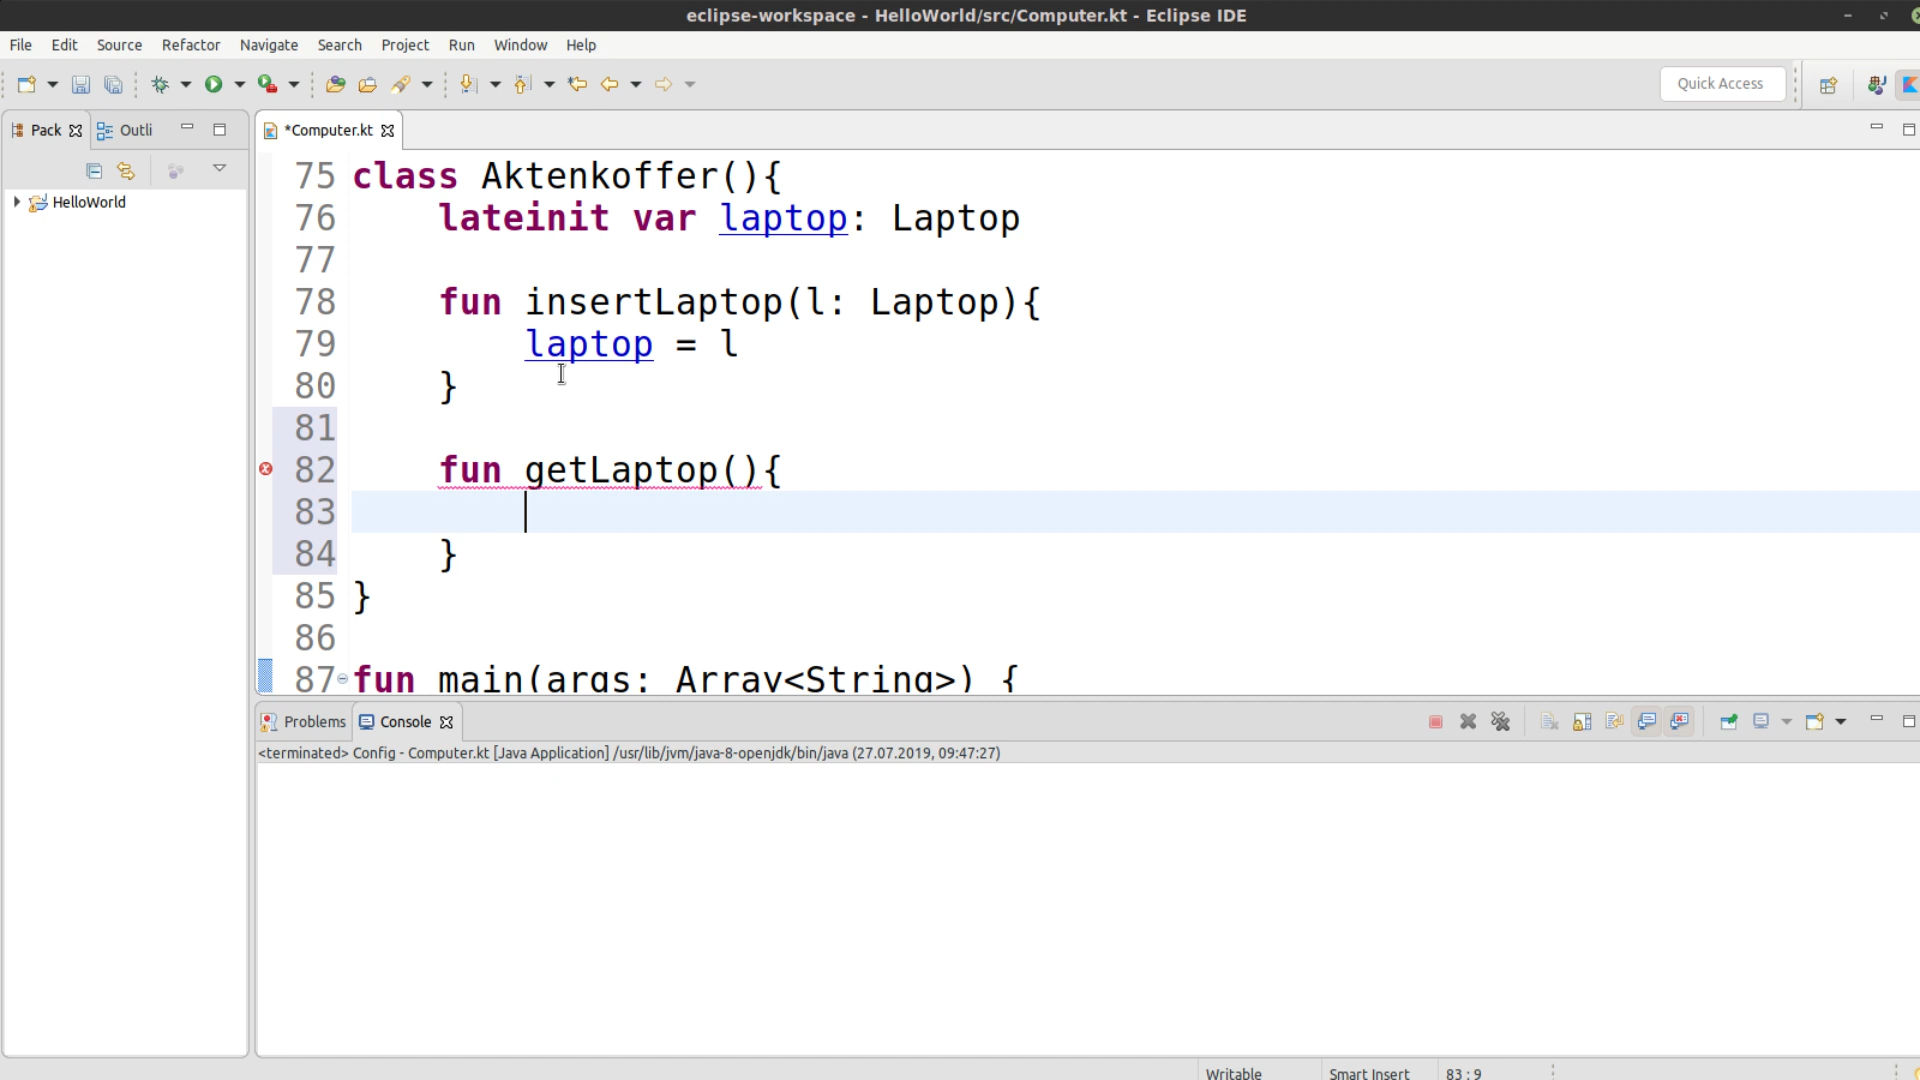 eclipse-workspace - HelloWorld/src/Computer.kt - Eclipse IDE
File Edit Source Refactor Navigate Search Project Run Window Help
Quick Access
Pack Outli *Computer.kt
HelloWorld
75 class Aktenkoffer(){
76 lateinit var laptop: Laptop
77
78 fun insertLaptop(l: Laptop){
79 laptop = l
80 }
81
82 fun getLaptop(){
83
84 }
85 }
86
87 fun main(args: Array<String>) {
Problems Console
<terminated> Config - Computer.kt [Java Application] /usr/lib/jvm/java-8-openjdk/bin/java (27.07.2019, 09:47:27)
Writable Smart Insert 83 : 9